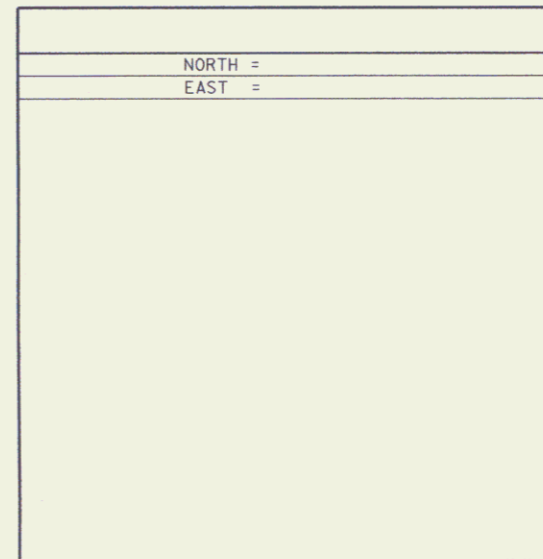 NORTH =
EAST =